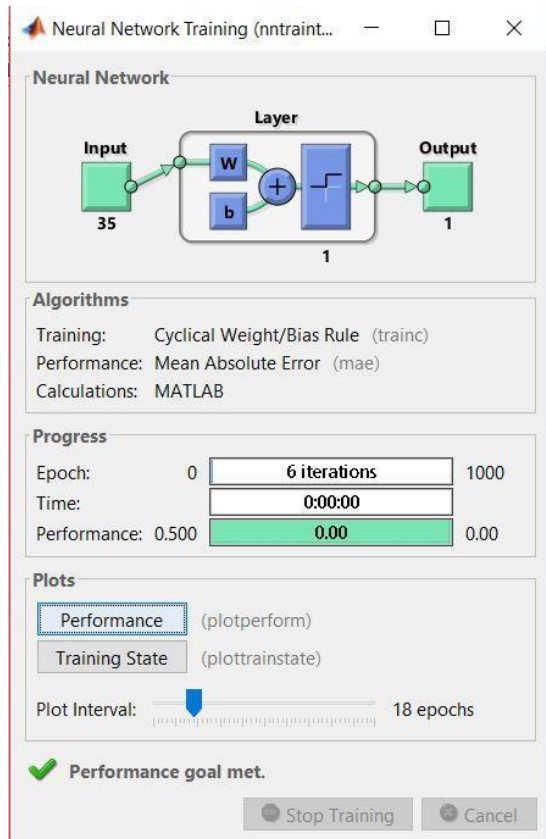 Neural Network Training (nntraint...
Neural Network
Layer
Input
Output
W
b
+
35
1
1
Algorithms
Training: Cyclical Weight/Bias Rule (trainc)
Performance: Mean Absolute Error (mae)
Calculations: MATLAB
Progress
Epoch: 0 6 iterations 1000
Time: 0:00:00
Performance: 0.500 0.00 0.00
Plots
Performance (plotperform)
Training State (plottrainstate)
Plot Interval: 18 epochs
Performance goal met.
Stop Training Cancel